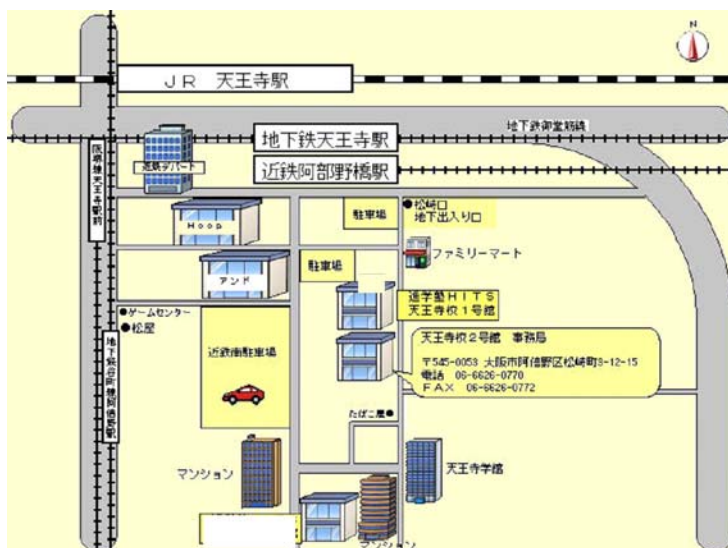 N
JR 天王寺駅
地下鉄御堂筋線
地下鉄天王寺駅
近鉄阿部野橋駅
阪堺線天王寺駅前
近鉄デパート
Hoop
駐車場
●松崎口
地下出入り口
ファミリーマート
アンド
駐車場
進学塾HITS
天王寺校1号館
●ゲームセンター
●松屋
地下鉄谷町線阿倍野駅
近鉄南駐車場
天王寺校2号館 事務局
〒545-0053 大阪市阿倍野区松崎町3-12-15
電話 06-6626-0770
FAX 06-6626-0772
たばこ屋●
マンション
天王寺学館
マンション